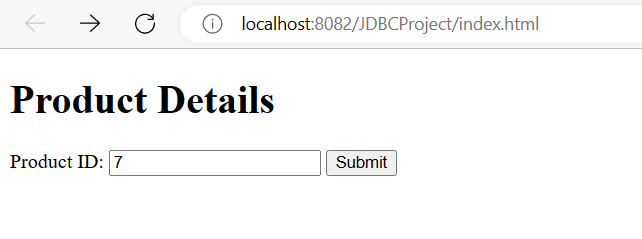 localhost:8082/JDBCProject/index.html
Product Details
Product ID: 7 Submit